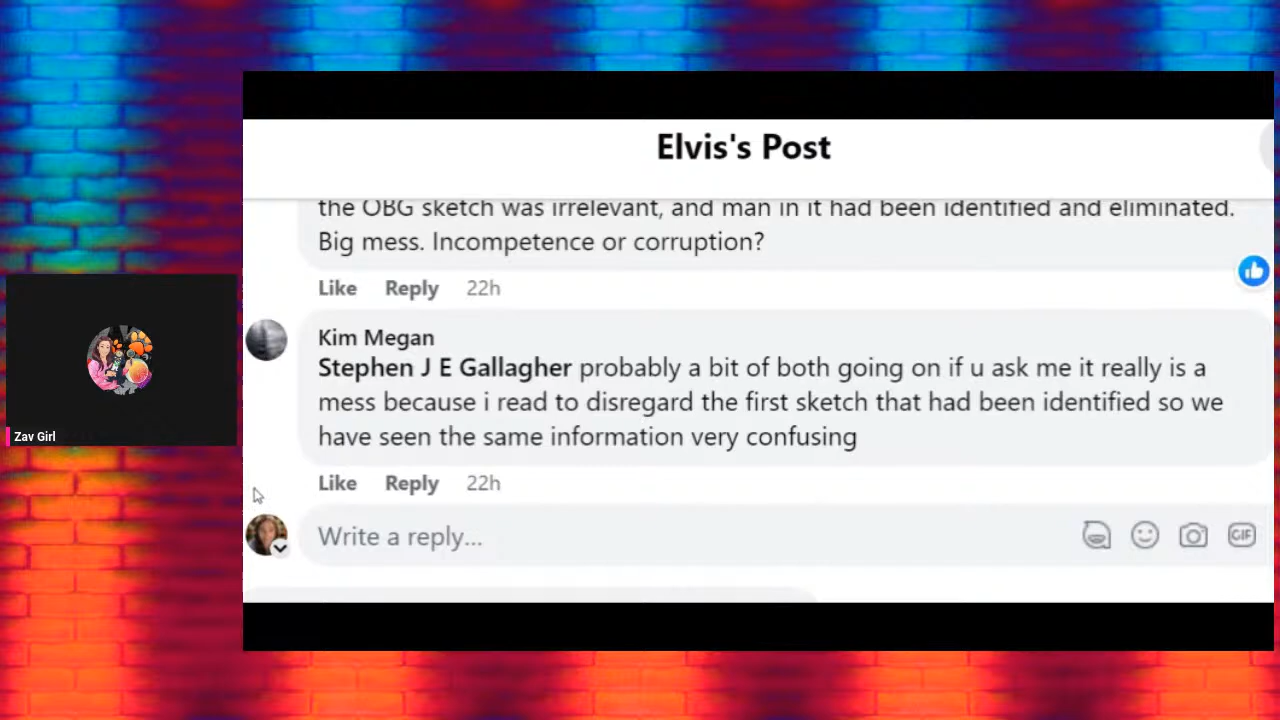 Elvis's Post
the OBG sketch was irrelevant, and man in it had been identified and eliminated.
Big mess. Incompetence or corruption?
Like Reply 22h
Kim Megan
Stephen J E Gallagher probably a bit of both going on if u ask me it really is a
mess because i read to disregard the first sketch that had been identified so we
have seen the same information very confusing
Like Reply 22h
Write a reply...
GIF
Zav Girl